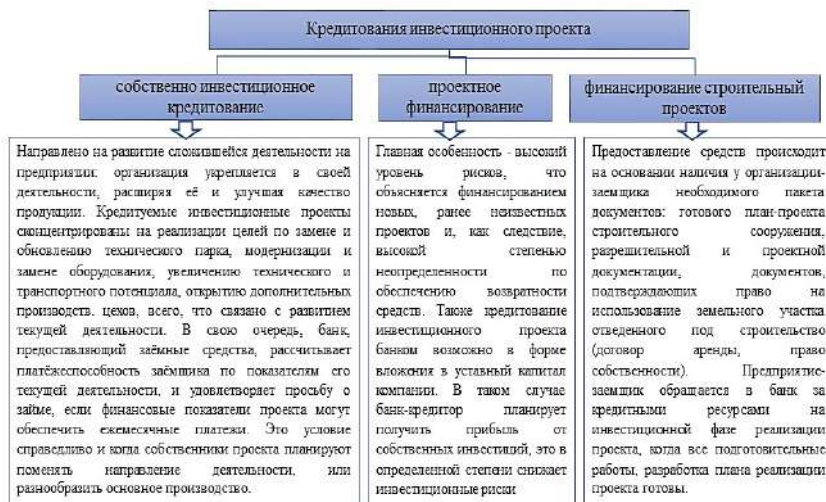 Кредитования инвестиционного проекта
собственно инвестиционное
кредитование
Направлено на развитие сложившейся деятельности на
предприятии: организация укрепляется в своей
деятельности, расширяя её и улучшая качество
продукции. Кредитуемые инвестиционные проекты
сконцентрированы на реализации целей по замене и
обновлению технического парка, модернизации и
замене оборудования, увеличению технического и
транспортного потенциала, открытию дополнительных
производств. цехов, всего, что связано с развитием
текущей деятельности. В свою очередь, банк,
предоставляющий заёмные средства, рассчитывает
платёжеспособность заёмщика по показателям его
текущей деятельности, и удовлетворяет просьбу о
займе, если финансовые показатели проекта могут
обеспечить ежемесячные платежи. Это условие
справедливо и когда собственники проекта планируют
поменять направление деятельности, или
разнообразить основное производство.
проектное
финансирование
Главная особенность - высокий
уровень рисков, что
объясняется финансированием
новых, ранее неизвестных
проектов и, как следствие,
высокой степенью
неопределенности по
обеспечению возвратности
средств. Также кредитование
инвестиционного проекта
банком возможно в форме
вложения в уставный капитал
компании. В таком случае
банк-кредитор планирует
получить прибыль от
собственных инвестиций, это в
определенной степени снижает
инвестиционные риски
финансирование строительный
проектов
Предоставление средств происходит
на основании наличия у организации-
заемщика необходимого пакета
документов: готового план-проекта
строительного сооружения,
разрешительной и проектной
документации, документов,
подтверждающих право на
использование земельного участка
отведенного под строительство
(договор аренды, право
собственности). Предприятие-
заемщик обращается в банк за
кредитными ресурсами на
инвестиционной фазе реализации
проекта, когда все подготовительные
работы, разработка плана реализации
проекта готовы.